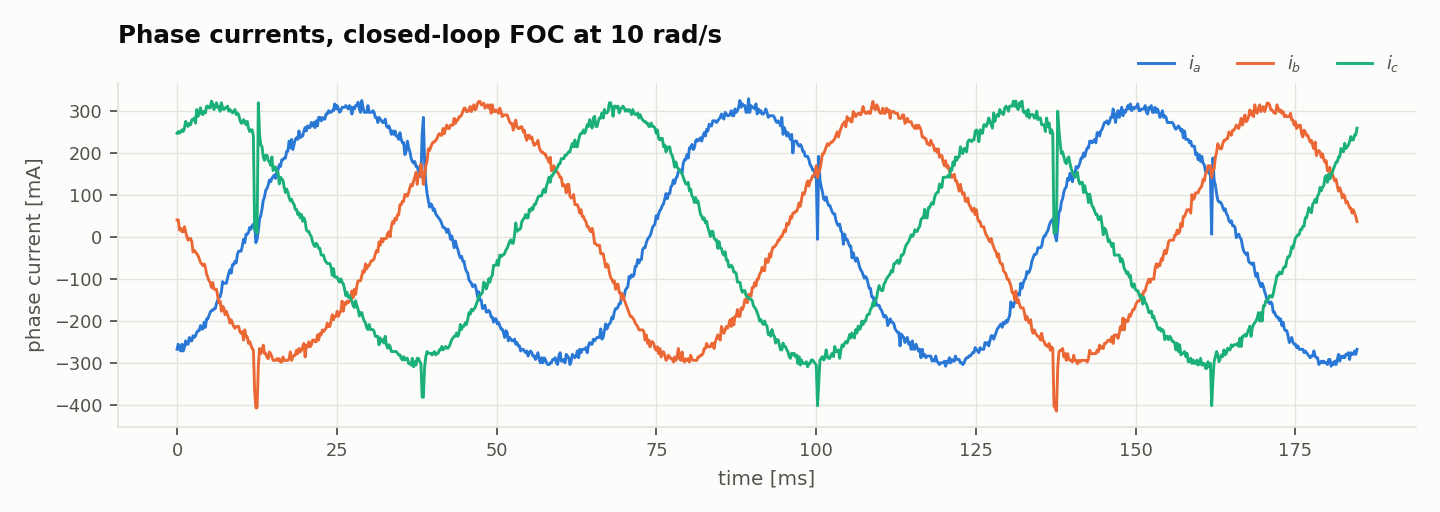 Phase currents, closed-loop FOC at 10 rad/s
i_a i_b i_c
phase current [mA]
300
200
100
0
−100
−200
−300
−400
0 25 50 75 100 125 150 175
time [ms]